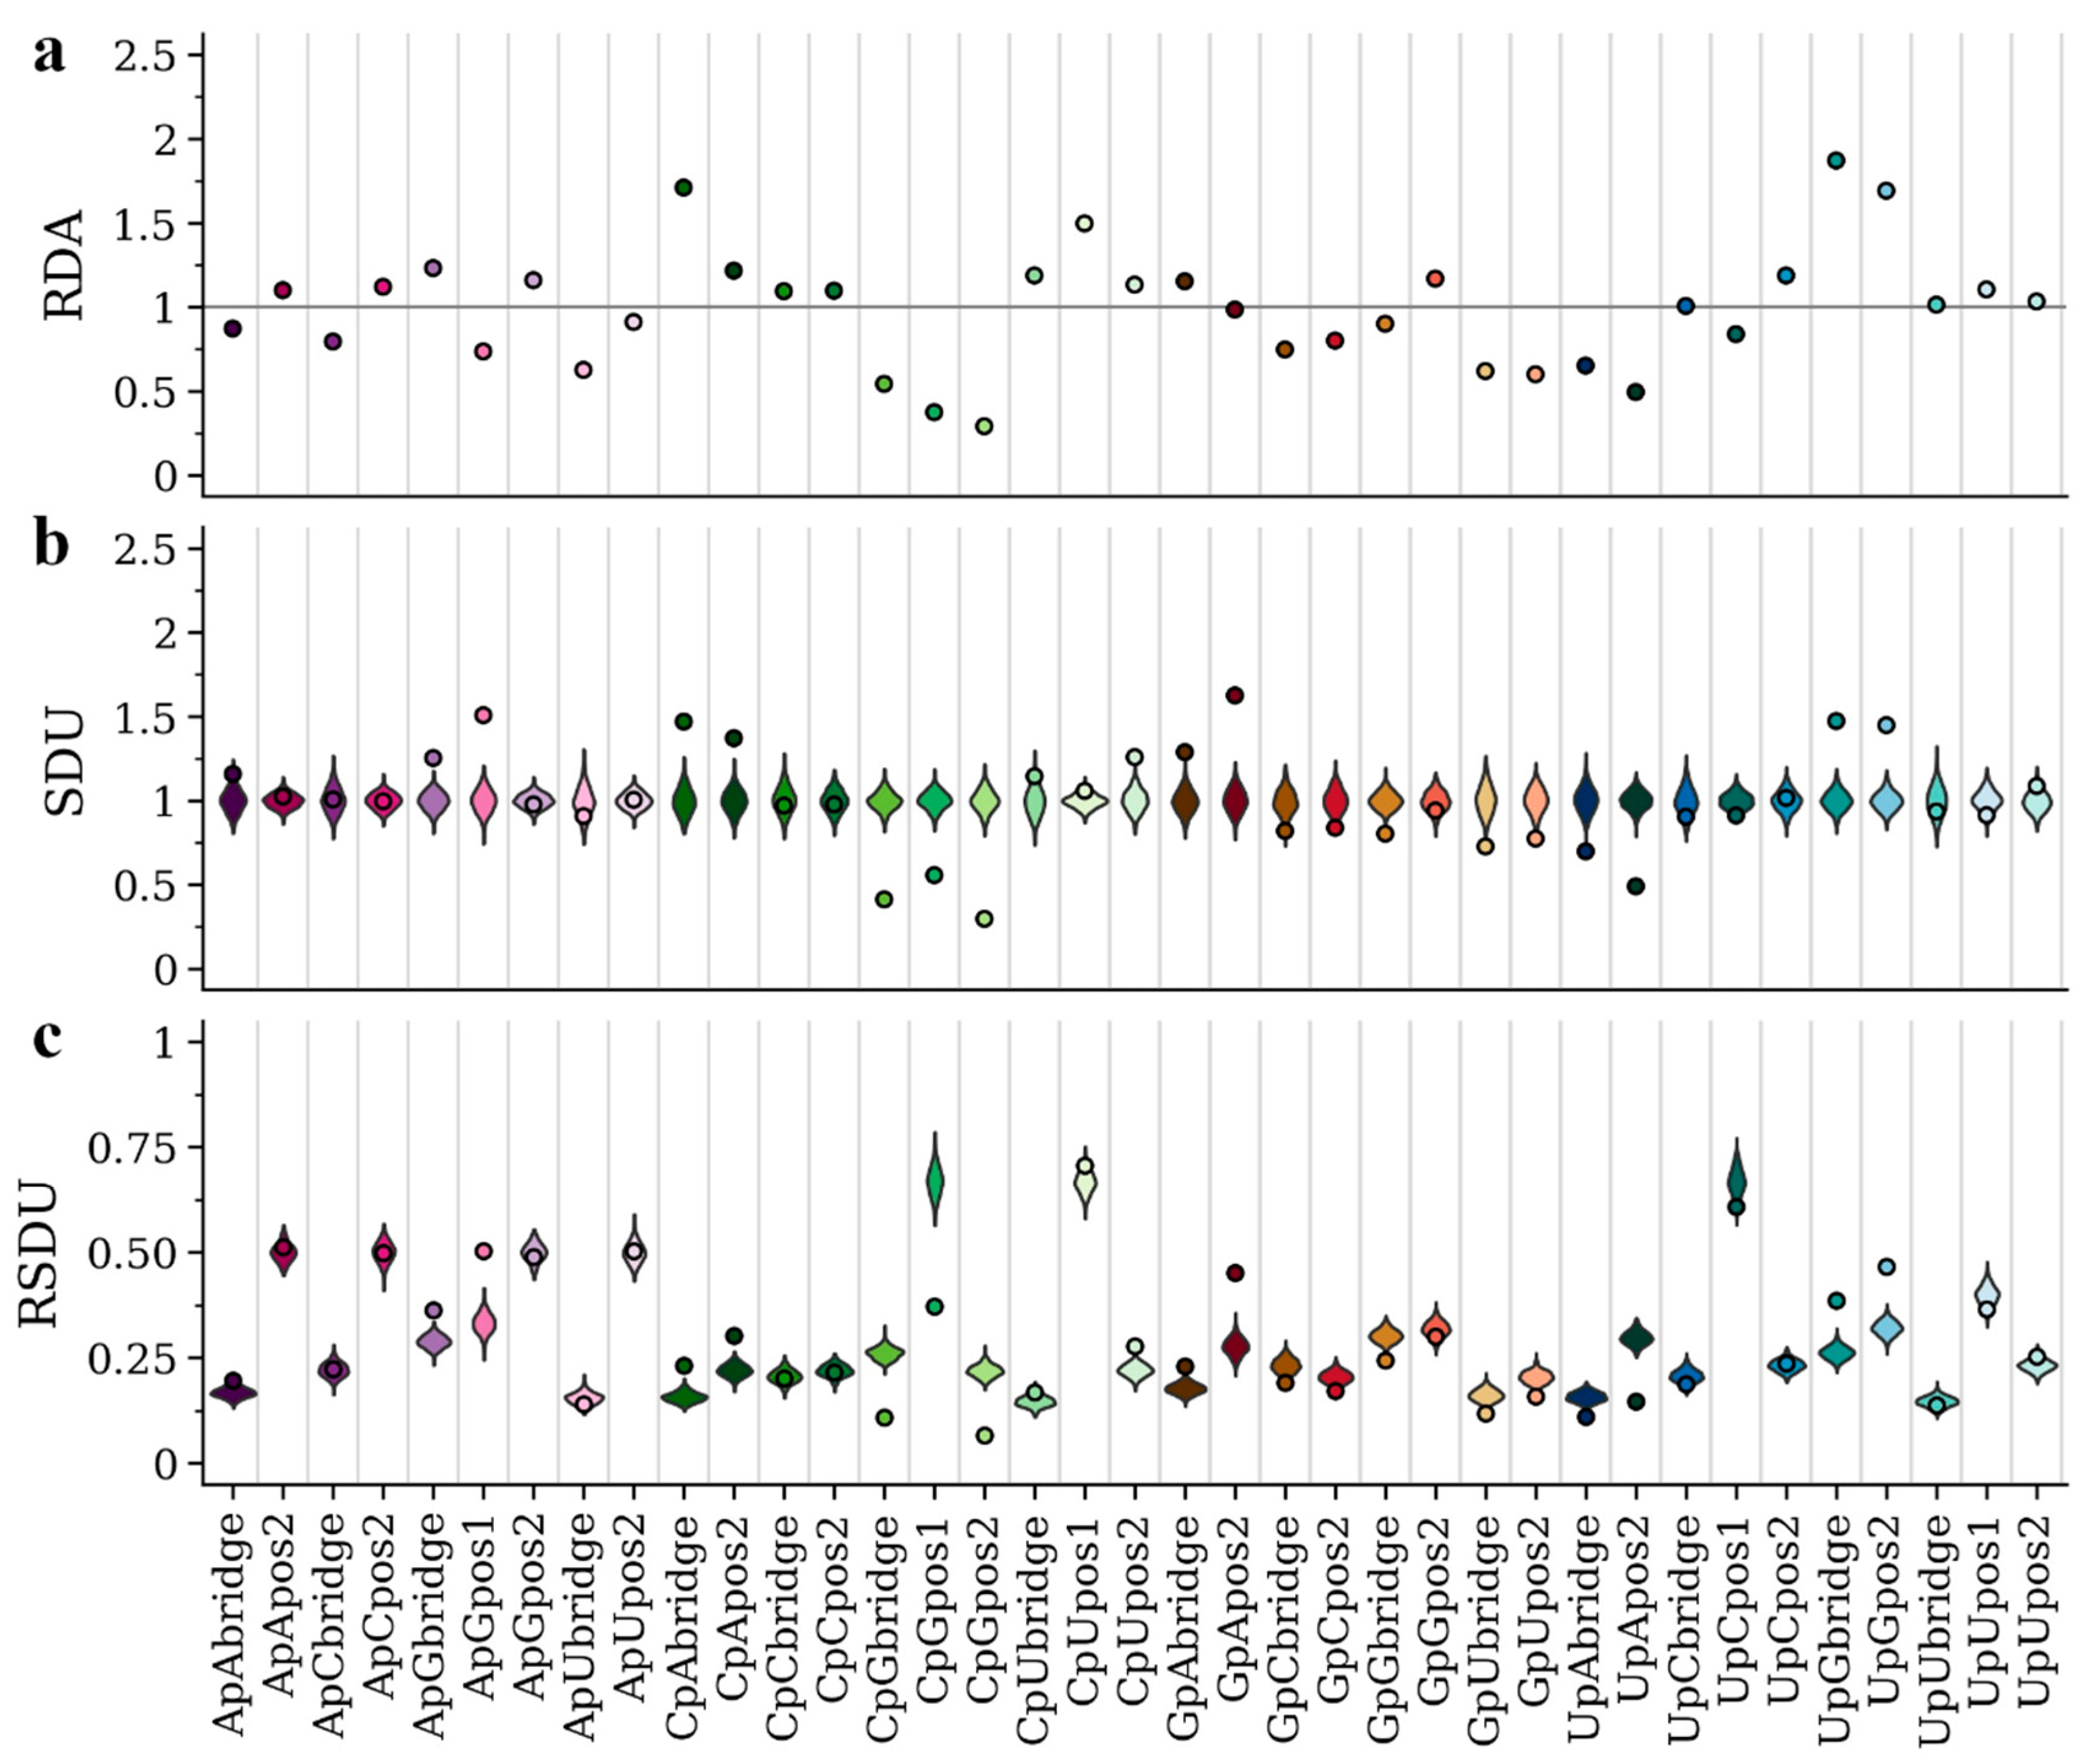 a
RDA
2.5
2
1.5
1
0.5
0
b
SDU
2.5
2
1.5
1
0.5
0
c
RSDU
1
0.75
0.50
0.25
0
ApAbridge
ApApos2
ApCbridge
ApCpos2
ApGbridge
ApGpos1
ApGpos2
ApUbridge
ApUpos2
CpAbridge
CpApos2
CpCbridge
CpCpos2
CpGbridge
CpGpos1
CpGpos2
CpUbridge
CpUpos1
CpUpos2
GpAbridge
GpApos2
GpCbridge
GpCpos2
GpGbridge
GpGpos2
GpUbridge
GpUpos2
UpAbridge
UpApos2
UpCbridge
UpCpos1
UpCpos2
UpGbridge
UpGpos2
UpUbridge
UpUpos1
UpUpos2